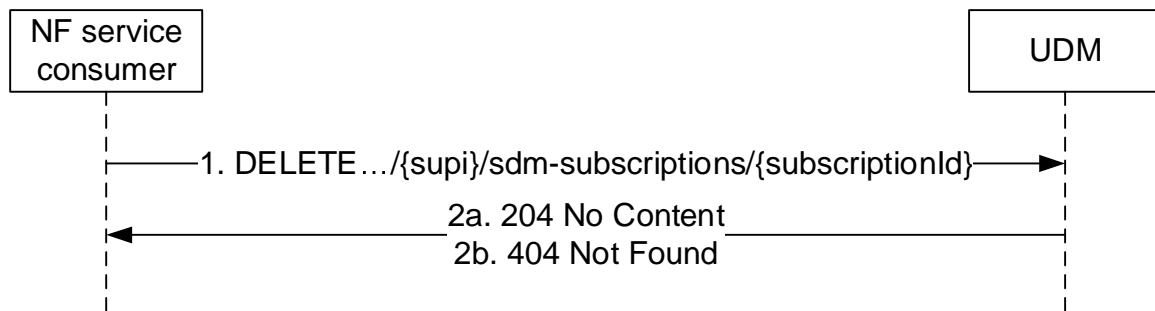 NF service
consumer
UDM
1. DELETE…/{supi}/sdm-subscriptions/{subscriptionId}
2a. 204 No Content
2b. 404 Not Found